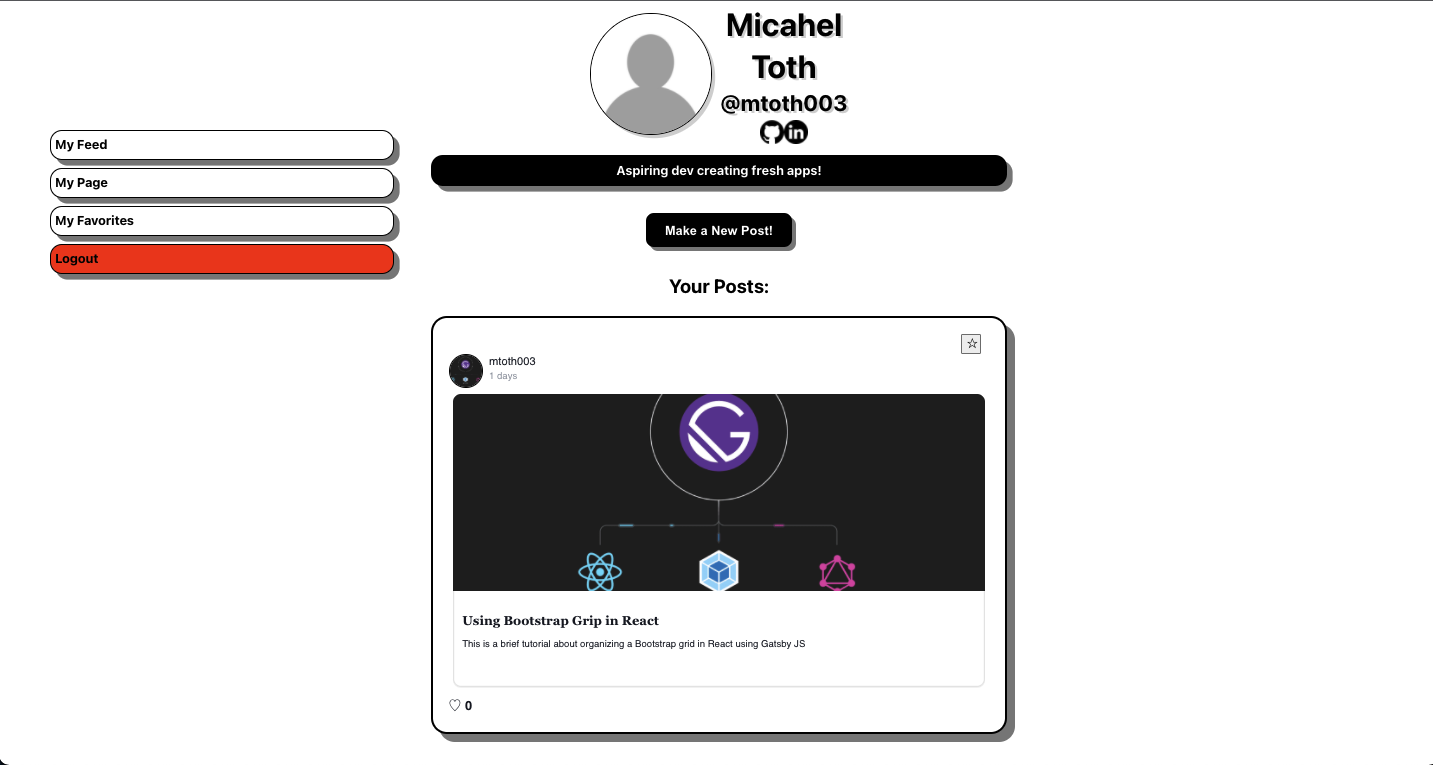 Micahel
Toth
@mtoth003
in
My Feed
My Page
My Favorites
Logout
Aspiring dev creating fresh apps!
Make a New Post!
Your Posts:
mtoth003
1 days
Using Bootstrap Grip in React
This is a brief tutorial about organizing a Bootstrap grid in React using Gatsby JS
♡ 0